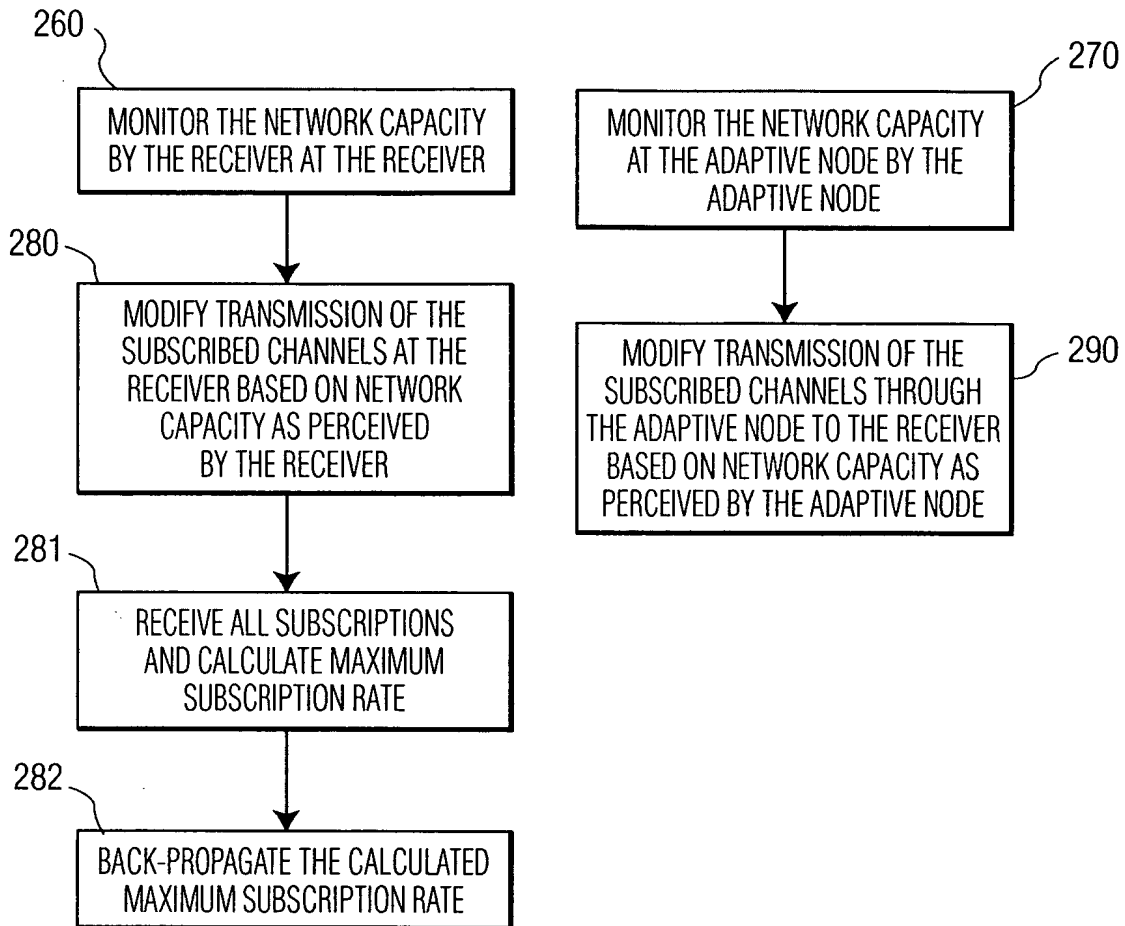 260
MONITOR THE NETWORK CAPACITY
BY THE RECEIVER AT THE RECEIVER
280
MODIFY TRANSMISSION OF THE
SUBSCRIBED CHANNELS AT THE
RECEIVER BASED ON NETWORK
CAPACITY AS PERCEIVED
BY THE RECEIVER
281
RECEIVE ALL SUBSCRIPTIONS
AND CALCULATE MAXIMUM
SUBSCRIPTION RATE
282
BACK-PROPAGATE THE CALCULATED
MAXIMUM SUBSCRIPTION RATE
270
MONITOR THE NETWORK CAPACITY
AT THE ADAPTIVE NODE BY THE
ADAPTIVE NODE
290
MODIFY TRANSMISSION OF THE
SUBSCRIBED CHANNELS THROUGH
THE ADAPTIVE NODE TO THE RECEIVER
BASED ON NETWORK CAPACITY AS
PERCEIVED BY THE ADAPTIVE NODE